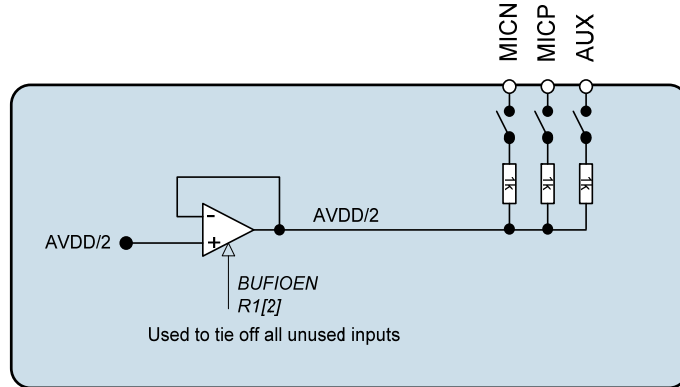 MICN
MICP
AUX
1k
1k
1k
AVDD/2
AVDD/2
-
+
BUFIOEN
R1[2]
Used to tie off all unused inputs